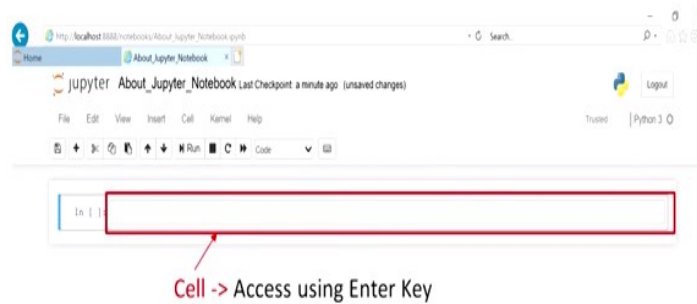 http://localhost:8888/notebooks/About_Jupyter_Notebook.ipynb
Search...
Home
About_Jupyter_Notebook
jupyter About_Jupyter_Notebook Last Checkpoint a minute ago (unsaved changes)
Logout
File Edit View Insert Cell Kernel Help
Trusted Python 3
Run Code
In [ ]:
Cell -> Access using Enter Key